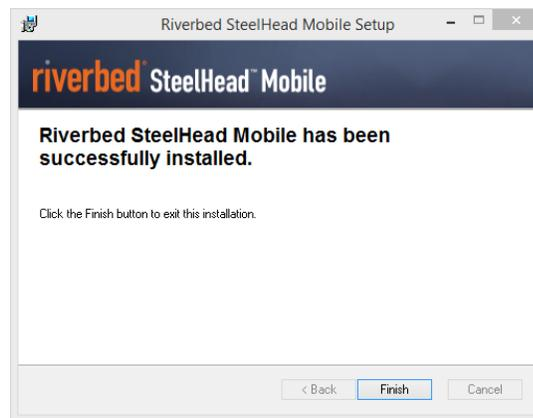 Riverbed SteelHead Mobile Setup
riverbed® SteelHead™ Mobile
Riverbed SteelHead Mobile has been
successfully installed.
Click the Finish button to exit this installation.
< Back Finish Cancel